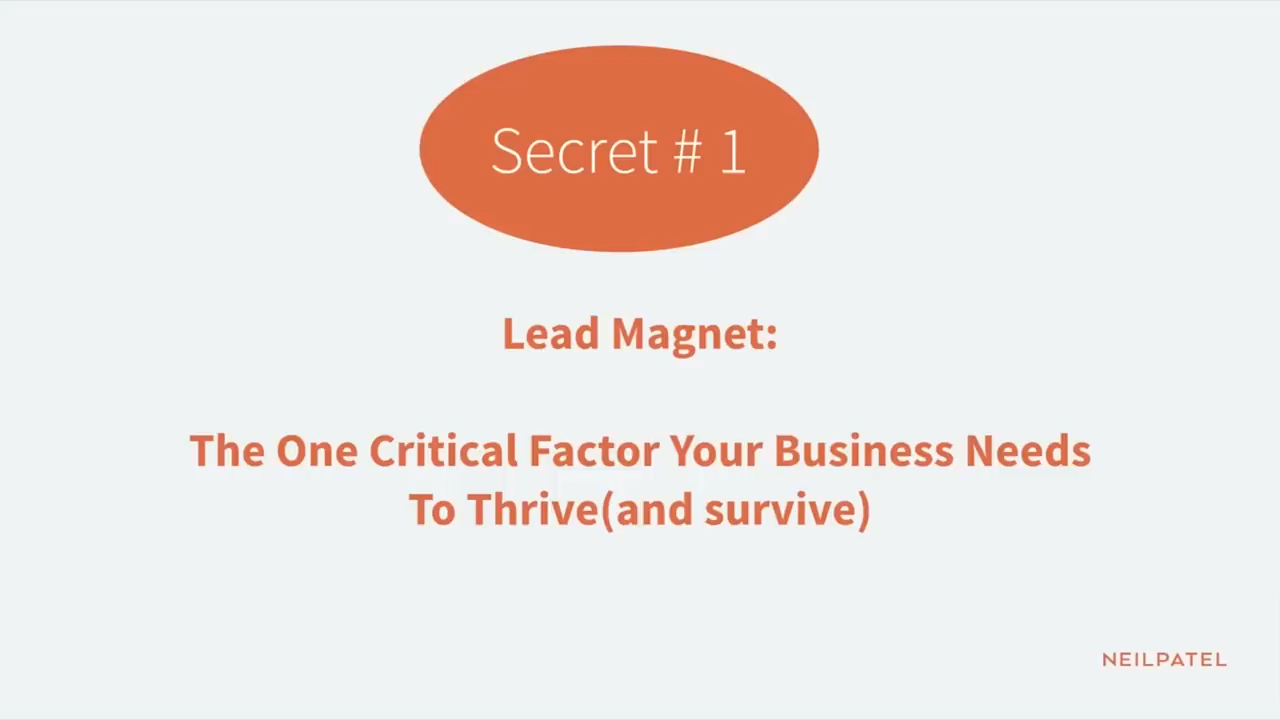 Secret # 1
Lead Magnet:
The One Critical Factor Your Business Needs
To Thrive(and survive)
NEILPATEL